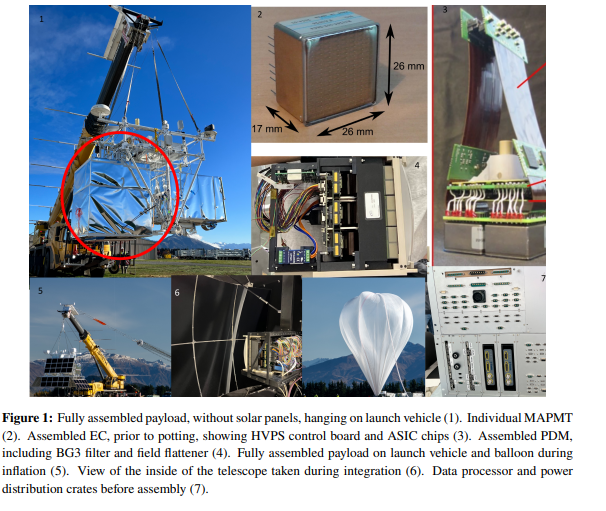 1
2
3
26 mm
17 mm
26 mm
4
5
6
7
Figure 1: Fully assembled payload, without solar panels, hanging on launch vehicle (1). Individual MAPMT
(2). Assembled EC, prior to potting, showing HVPS control board and ASIC chips (3). Assembled PDM,
including BG3 filter and field flattener (4). Fully assembled payload on launch vehicle and balloon during
inflation (5). View of the inside of the telescope taken during integration (6). Data processor and power
distribution crates before assembly (7).